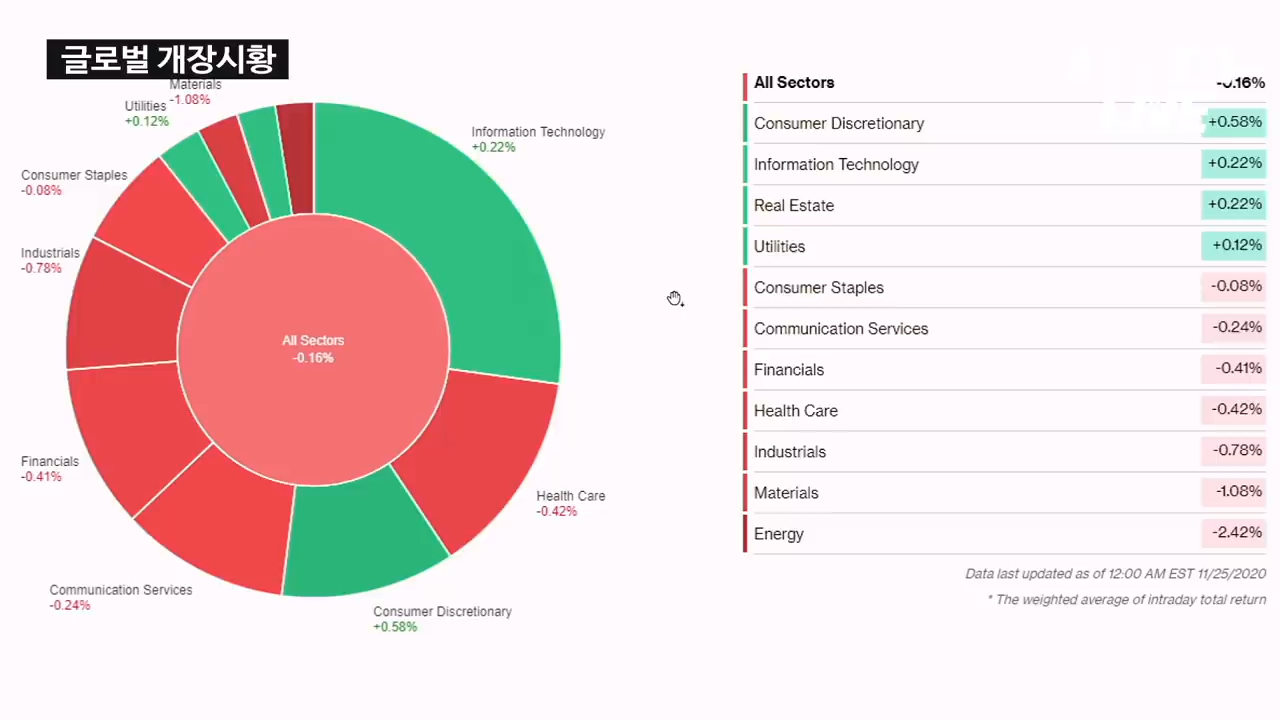 글로벌 개장시황
Materials
-1.08%
Utilities
+0.12%
Information Technology
+0.22%
Consumer Staples
-0.08%
Industrials
-0.78%
All Sectors
-0.16%
Financials
-0.41%
Health Care
-0.42%
Communication Services
-0.24%
Consumer Discretionary
+0.58%
All Sectors -0.16%
Consumer Discretionary +0.58%
Information Technology +0.22%
Real Estate +0.22%
Utilities +0.12%
Consumer Staples -0.08%
Communication Services -0.24%
Financials -0.41%
Health Care -0.42%
Industrials -0.78%
Materials -1.08%
Energy -2.42%
Data last updated as of 12:00 AM EST 11/25/2020
* The weighted average of intraday total return
LIVE